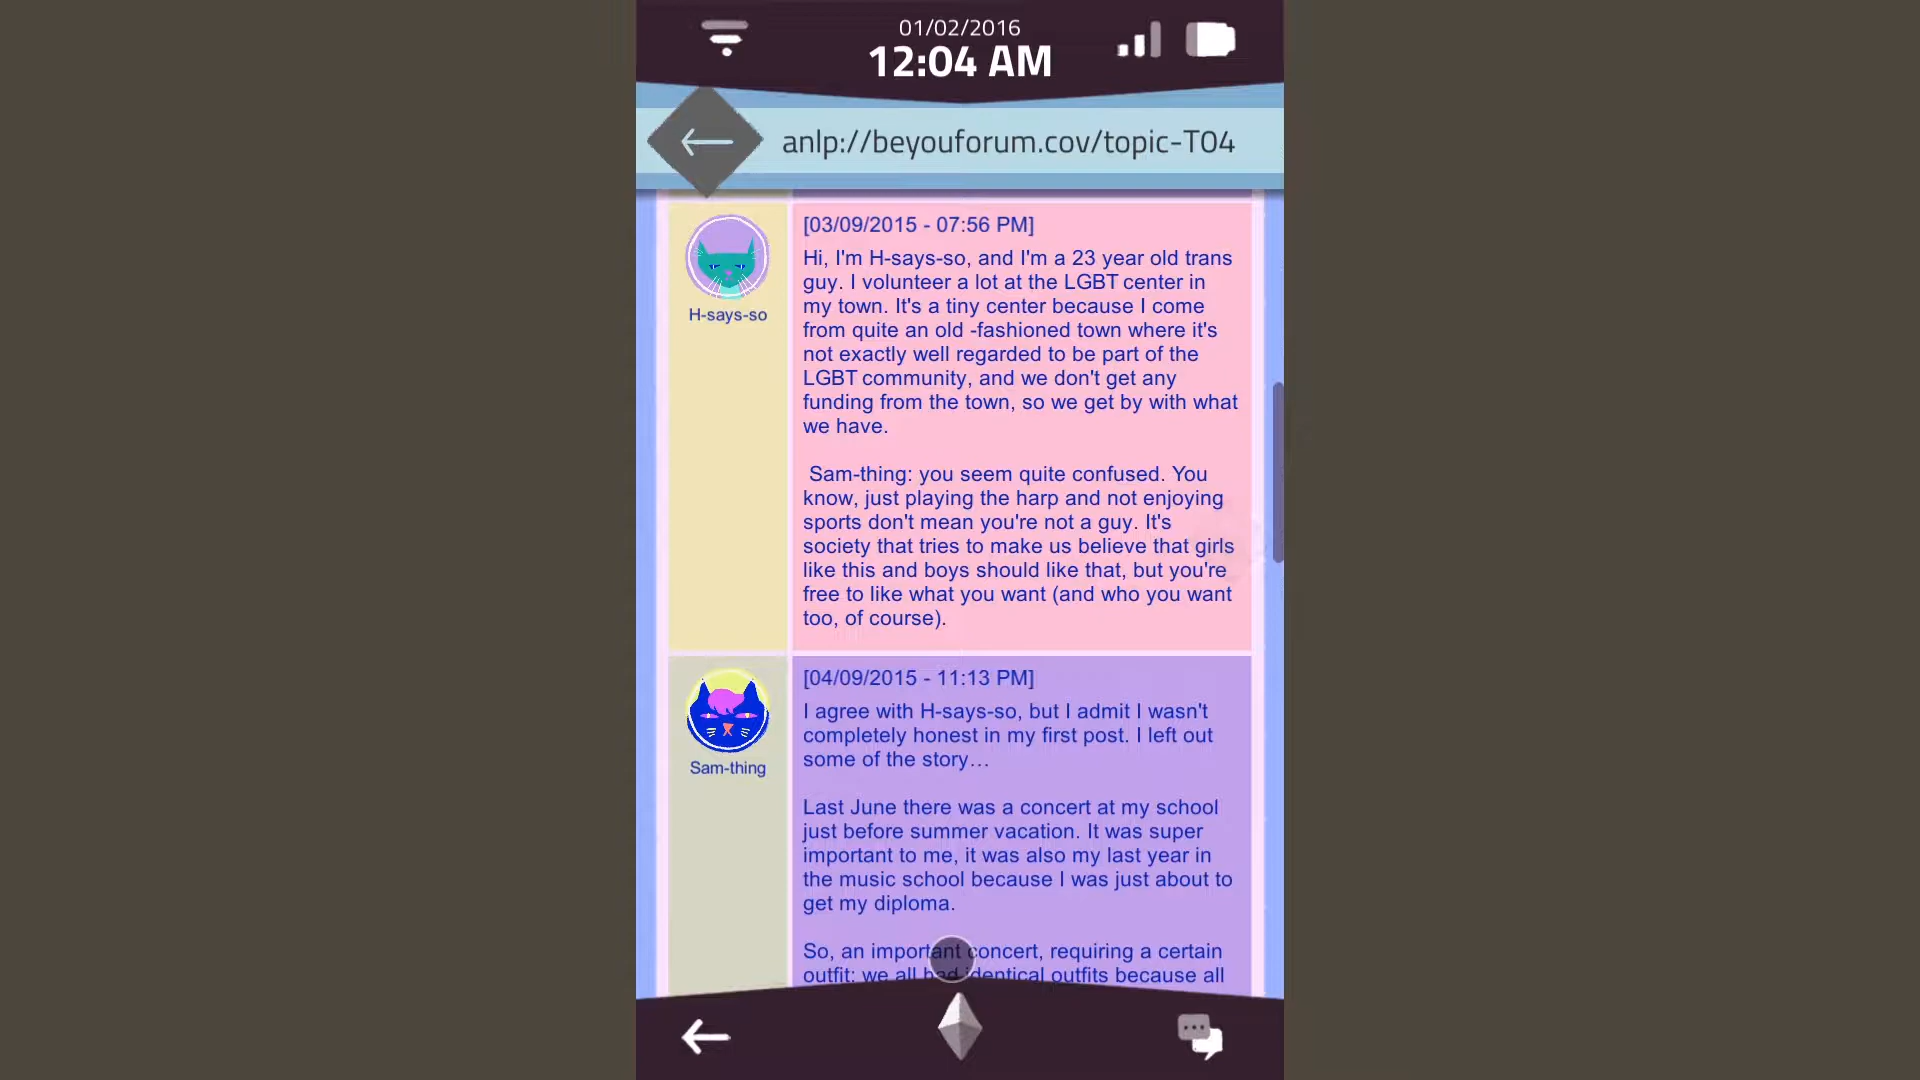 01/02/2016
12:04 AM
anlp://beyouforum.cov/topic-T04
H-says-so
[03/09/2015 - 07:56 PM]
Hi, I'm H-says-so, and I'm a 23 year old trans
guy. I volunteer a lot at the LGBT center in
my town. It's a tiny center because I come
from quite an old -fashioned town where it's
not exactly well regarded to be part of the
LGBT community, and we don't get any
funding from the town, so we get by with what
we have.
Sam-thing: you seem quite confused. You
know, just playing the harp and not enjoying
sports don't mean you're not a guy. It's
society that tries to make us believe that girls
like this and boys should like that, but you're
free to like what you want (and who you want
too, of course).
Sam-thing
[04/09/2015 - 11:13 PM]
I agree with H-says-so, but I admit I wasn't
completely honest in my first post. I left out
some of the story…
Last June there was a concert at my school
just before summer vacation. It was super
important to me, it was also my last year in
the music school because I was just about to
get my diploma.
So, an important concert, requiring a certain
outfit: we all had identical outfits because all